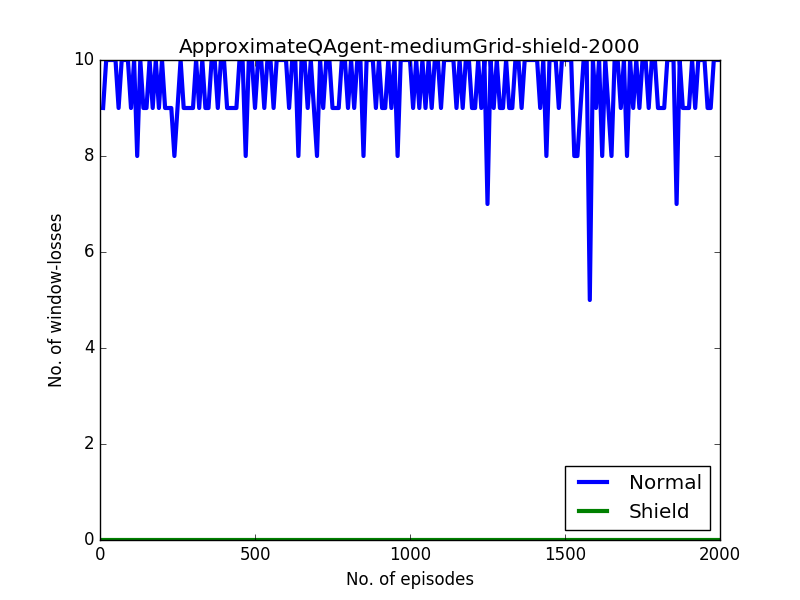 ApproximateQAgent-mediumGrid-shield-2000
10
8
6
4
2
0
No. of window-losses
Normal
Shield
0 500 1000 1500 2000
No. of episodes